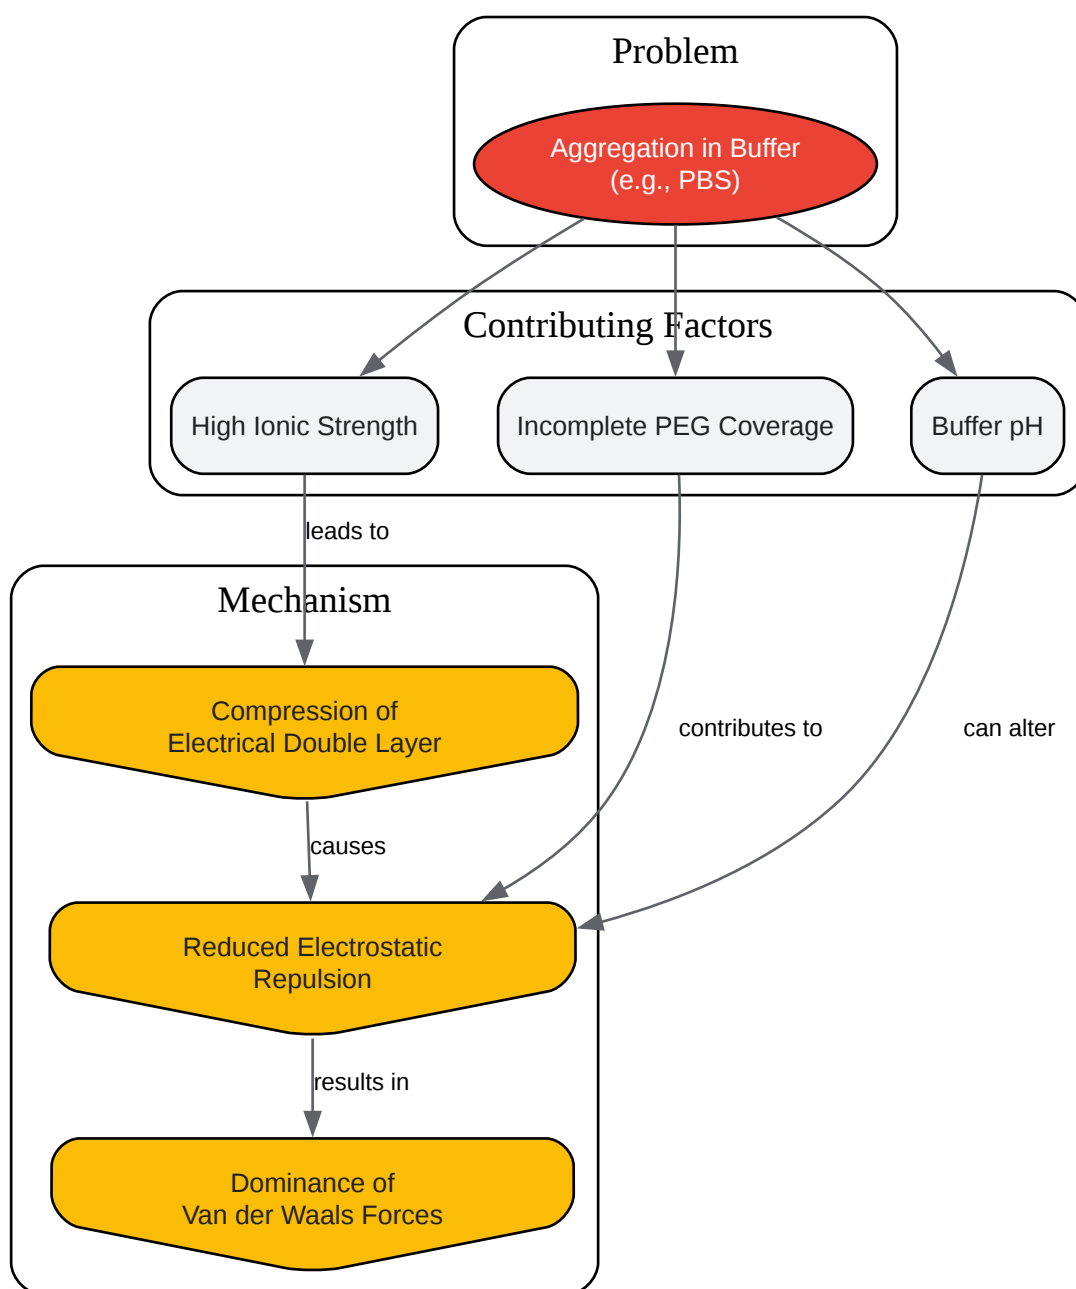 Problem
Aggregation in Buffer
(e.g., PBS)
Contributing Factors
High Ionic Strength
Incomplete PEG Coverage
Buffer pH
leads to
Mechanism
Compression of
Electrical Double Layer
contributes to
can alter
causes
Reduced Electrostatic
Repulsion
results in
Dominance of
Van der Waals Forces